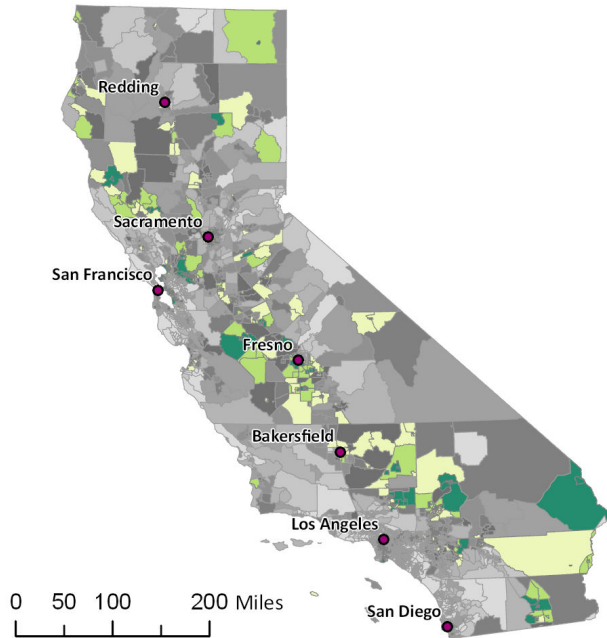 Redding
Sacramento
San Francisco
Fresno
Bakersfield
Los Angeles
San Diego
0 50 100 200 Miles